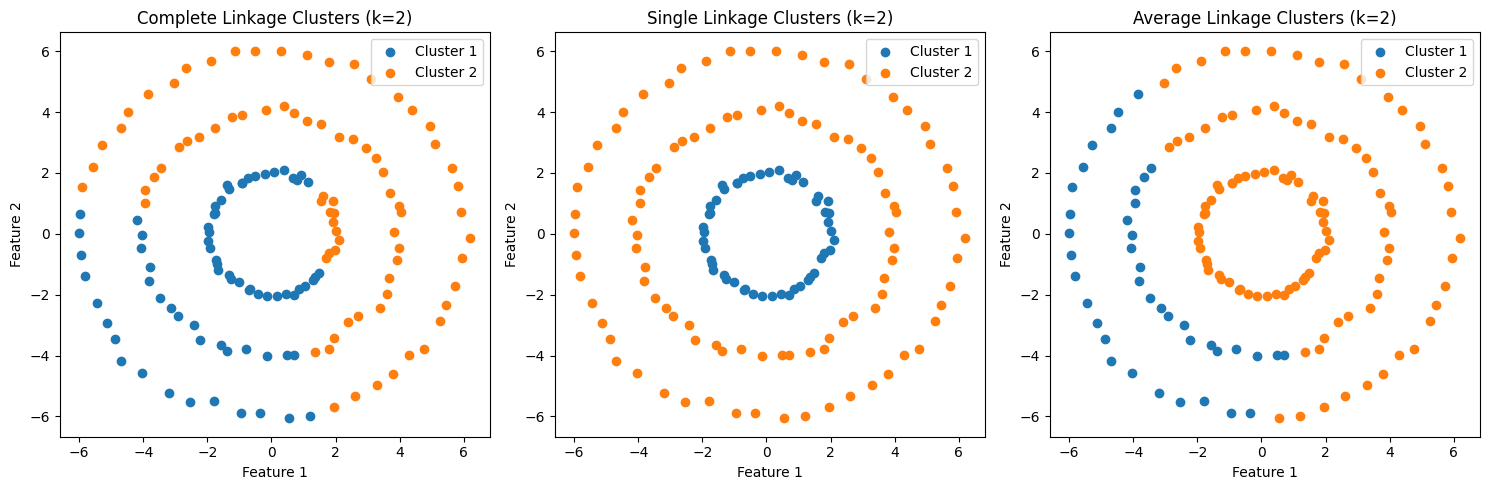 Complete Linkage Clusters (k=2)
Cluster 1
Cluster 2
6
4
2
0
−2
−4
−6
Feature 2
−6 −4 −2 0 2 4 6
Feature 1
Single Linkage Clusters (k=2)
Cluster 1
Cluster 2
6
4
2
0
−2
−4
−6
Feature 2
−6 −4 −2 0 2 4 6
Feature 1
Average Linkage Clusters (k=2)
Cluster 1
Cluster 2
6
4
2
0
−2
−4
−6
Feature 2
−6 −4 −2 0 2 4 6
Feature 1